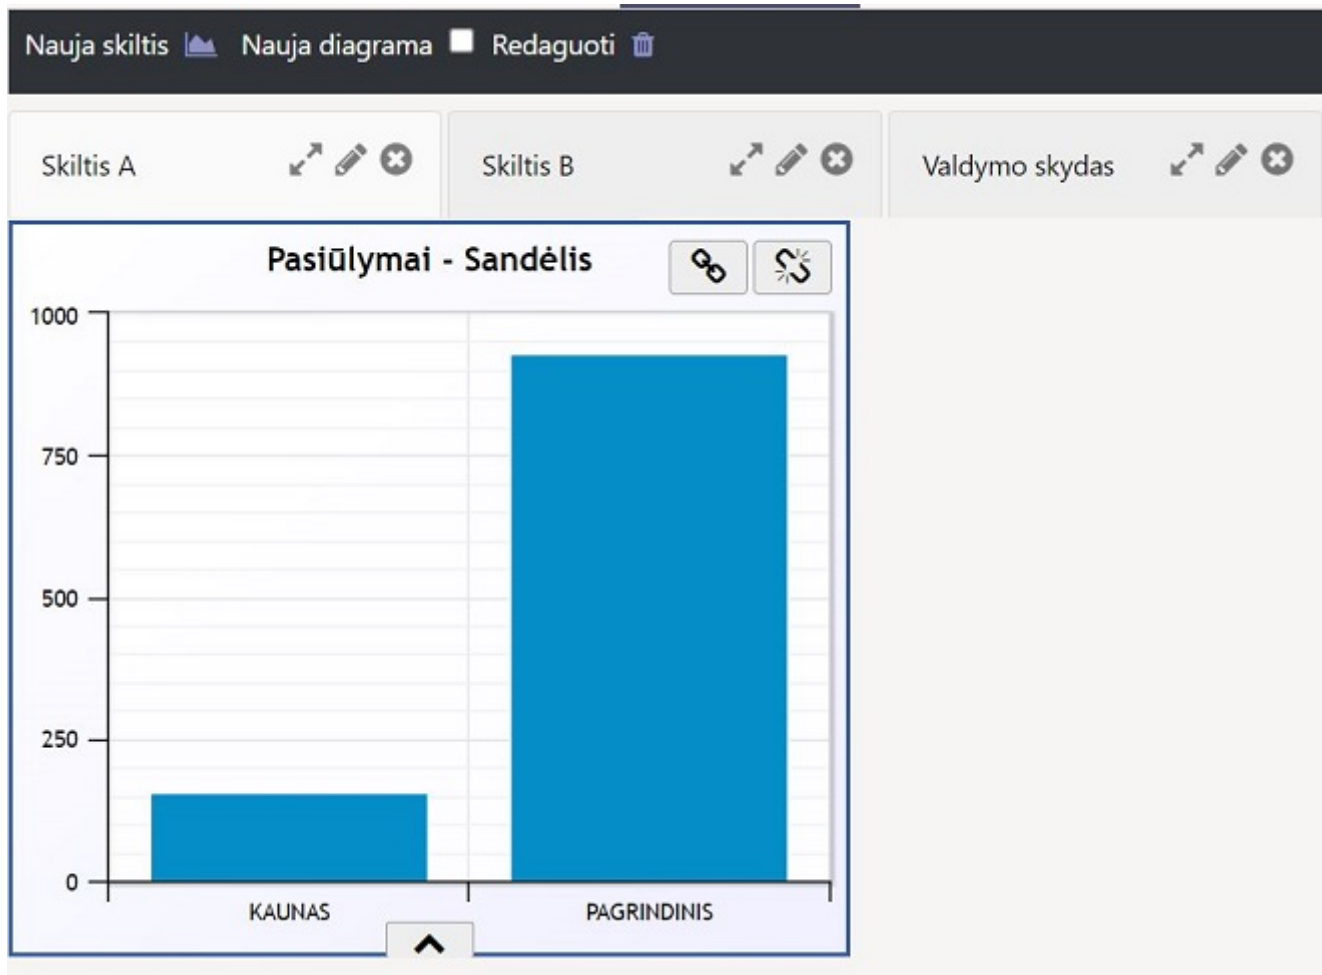 Nauja skiltis Nauja diagrama Redaguoti
Skiltis A
Skiltis B
Valdymo skydas
Pasiūlymai - Sandėlis
1000
750
500
250
0
KAUNAS
PAGRINDINIS